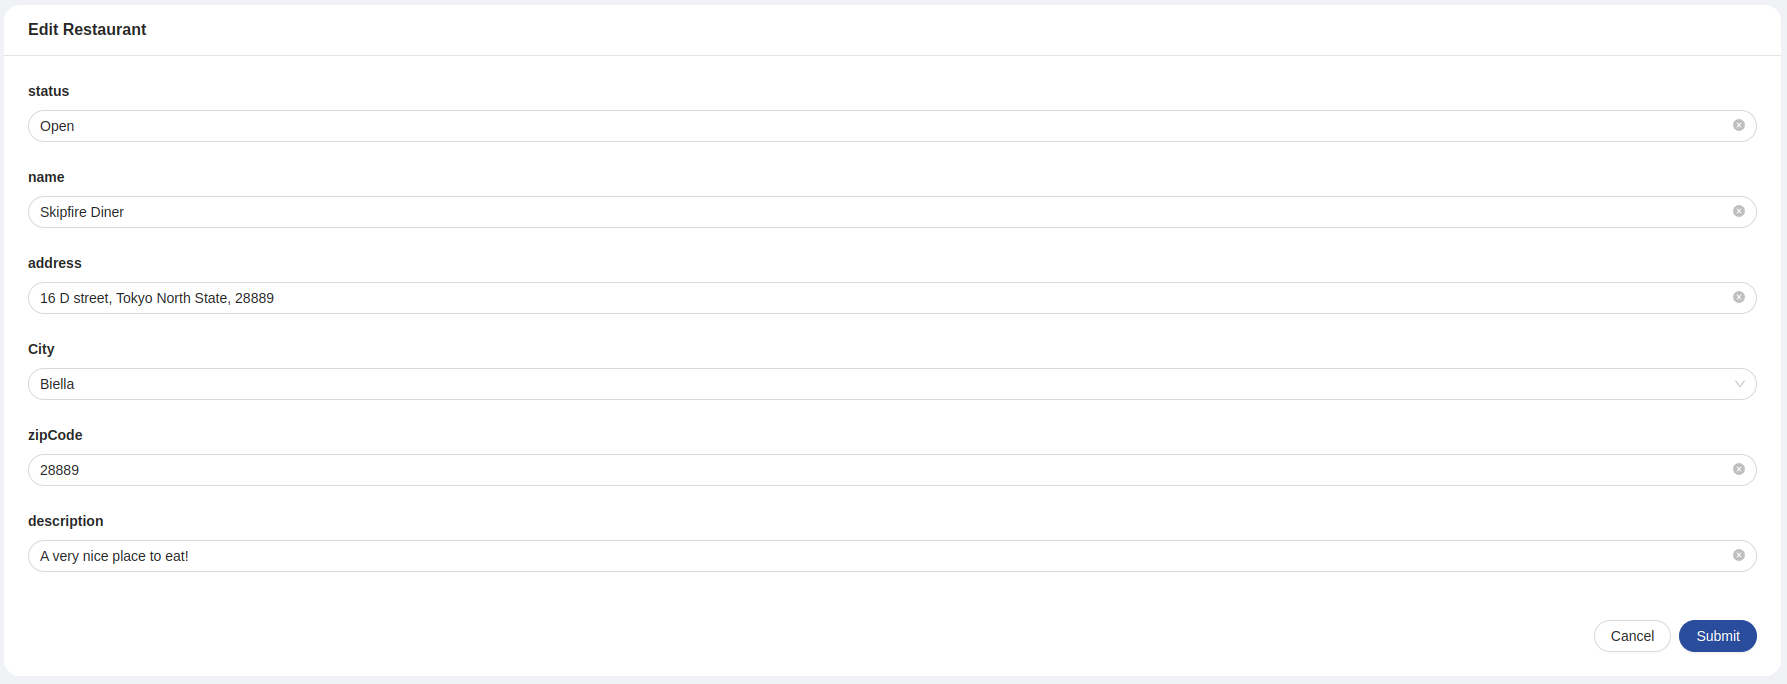 Edit Restaurant
status
Open
name
Skipfire Diner
address
16 D street, Tokyo North State, 28889
City
Biella
zipCode
28889
description
A very nice place to eat!
Cancel Submit